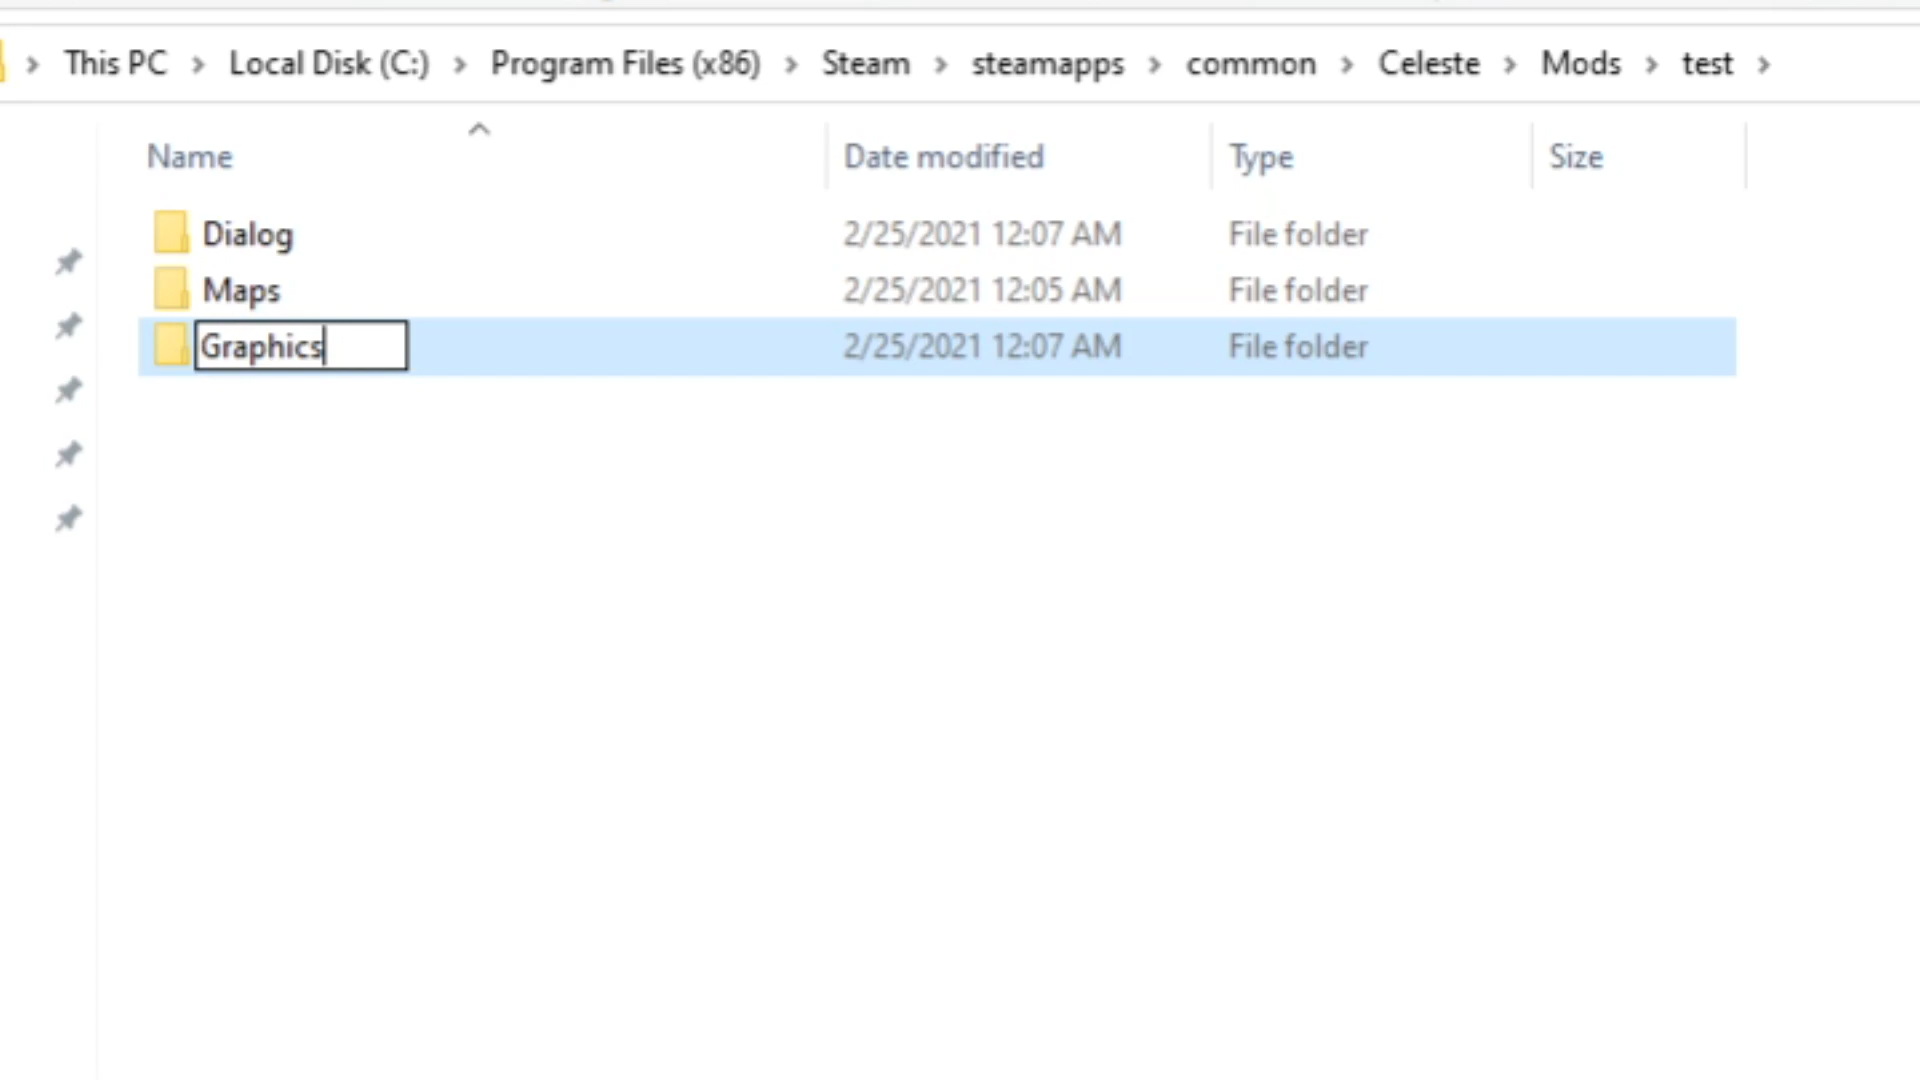 This PC > Local Disk (C:) > Program Files (x86) > Steam > steamapps > common > Celeste > Mods > test >
Name Date modified Type Size
Dialog 2/25/2021 12:07 AM File folder
Maps 2/25/2021 12:05 AM File folder
Graphics 2/25/2021 12:07 AM File folder